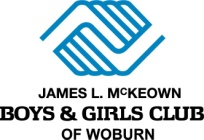 JAMES L. McKEOWN
BOYS & GIRLS CLUB
OF WOBURN